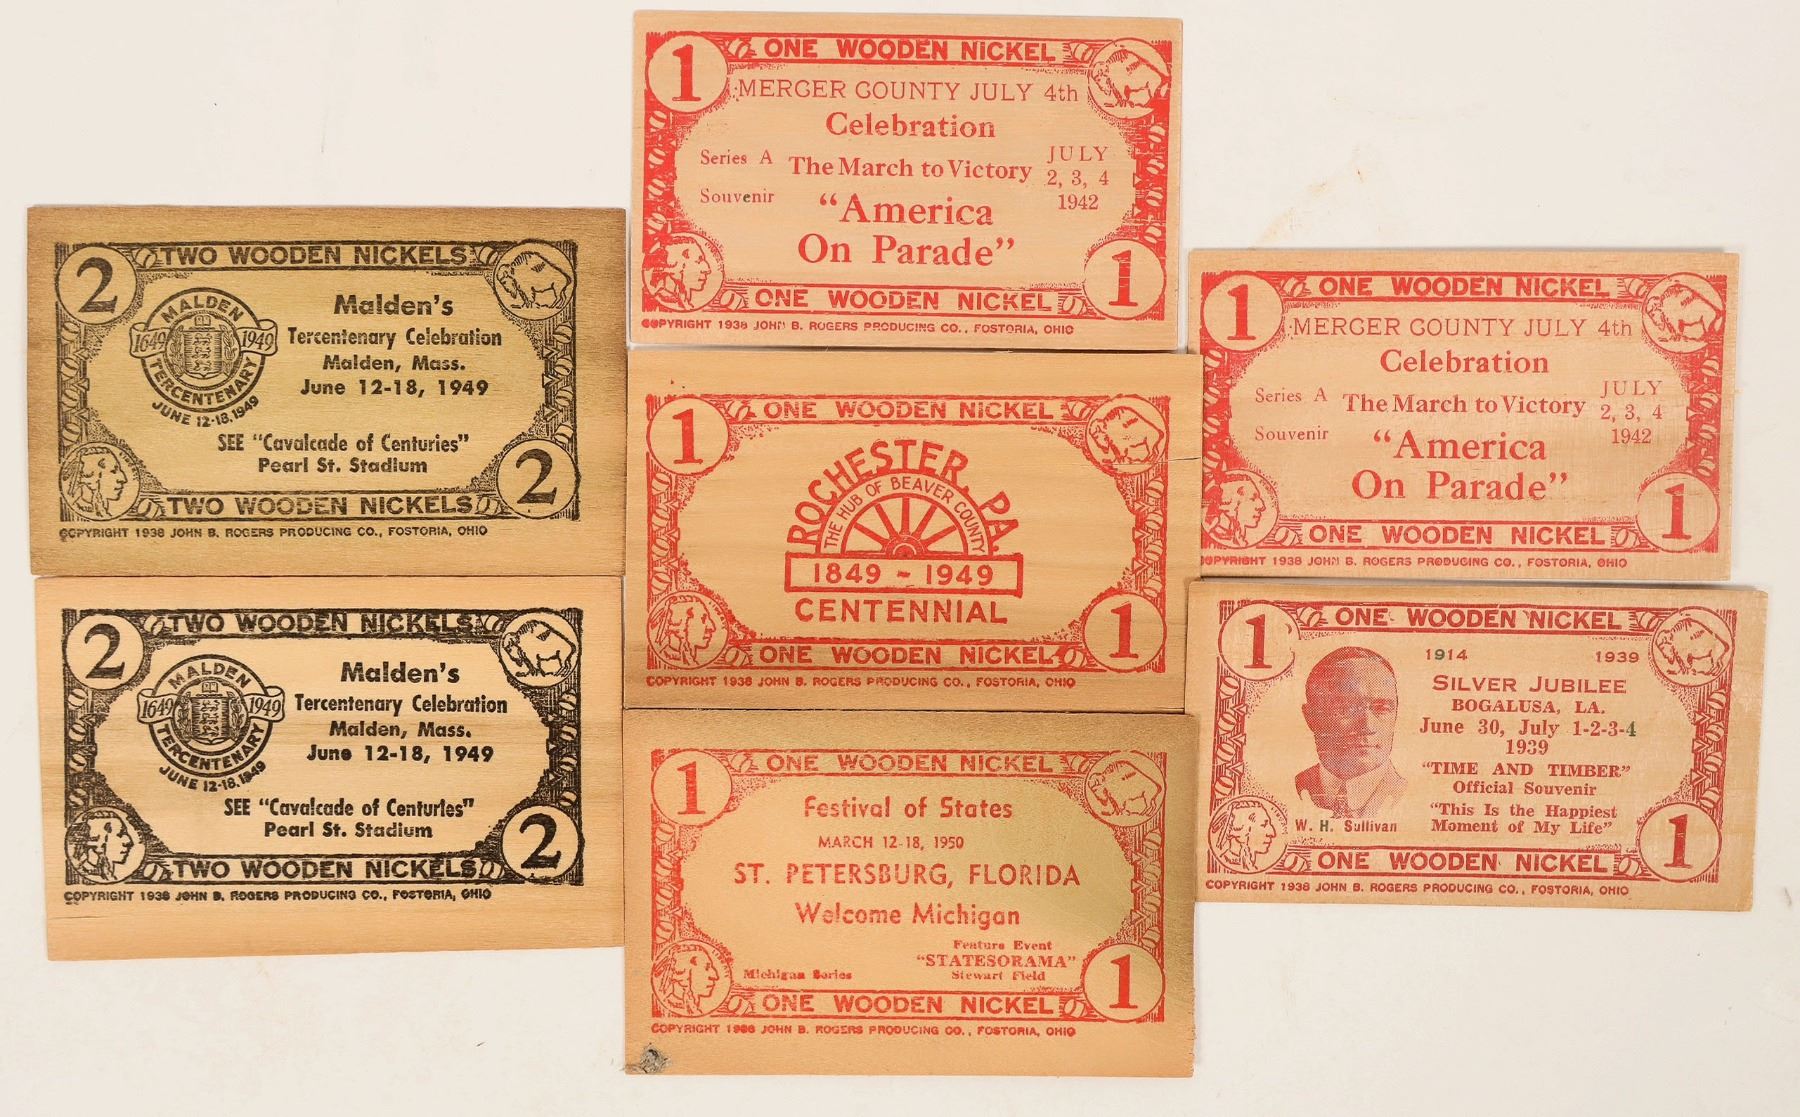 TWO WOODEN NICKELS
2
MALDEN
1649 1949
TERCENTENARY
JUNE 12-18, 1949
Malden's
Tercentenary Celebration
Malden, Mass.
June 12-18, 1949
SEE "Cavalcade of Centuries"
Pearl St. Stadium
2
TWO WOODEN NICKELS
COPYRIGHT 1938 JOHN B. ROGERS PRODUCING CO., FOSTORIA, OHIO
TWO WOODEN NICKELS
2
MALDEN
1649 1949
TERCENTENARY
JUNE 12-18, 1949
Malden's
Tercentenary Celebration
Malden, Mass.
June 12-18, 1949
SEE "Cavalcade of Centuries"
Pearl St. Stadium
2
TWO WOODEN NICKELS
COPYRIGHT 1938 JOHN B. ROGERS PRODUCING CO., FOSTORIA, OHIO
1 ONE WOODEN NICKEL
MERCER COUNTY JULY 4th
Celebration
Series A The March to Victory JULY
2, 3, 4
Souvenir 1942
"America
On Parade"
1
ONE WOODEN NICKEL
COPYRIGHT 1938 JOHN B. ROGERS PRODUCING CO., FOSTORIA, OHIO
ONE WOODEN NICKEL
1
ROCHESTER, PA.
THE HUB OF BEAVER COUNTY
1849 - 1949
CENTENNIAL
1
ONE WOODEN NICKEL
COPYRIGHT 1938 JOHN B. ROGERS PRODUCING CO., FOSTORIA, OHIO
ONE WOODEN NICKEL
1
Festival of States
MARCH 12-18, 1950
ST. PETERSBURG, FLORIDA
Welcome Michigan
Feature Event
"STATESORAMA"
Michigan Series Stewart Field
1
ONE WOODEN NICKEL
COPYRIGHT 1938 JOHN B. ROGERS PRODUCING CO., FOSTORIA, OHIO
1 ONE WOODEN NICKEL
MERCER COUNTY JULY 4th
Celebration
Series A The March to Victory JULY
2, 3, 4
Souvenir 1942
"America
On Parade"
1
ONE WOODEN NICKEL
COPYRIGHT 1938 JOHN B. ROGERS PRODUCING CO., FOSTORIA, OHIO
ONE WOODEN NICKEL
1
1914 1939
SILVER JUBILEE
BOGALUSA, LA.
June 30, July 1-2-3-4
1939
"TIME AND TIMBER"
Official Souvenir
"This Is the Happiest
W. H. Sullivan Moment of My Life"
1
ONE WOODEN NICKEL
COPYRIGHT 1938 JOHN B. ROGERS PRODUCING CO., FOSTORIA, OHIO